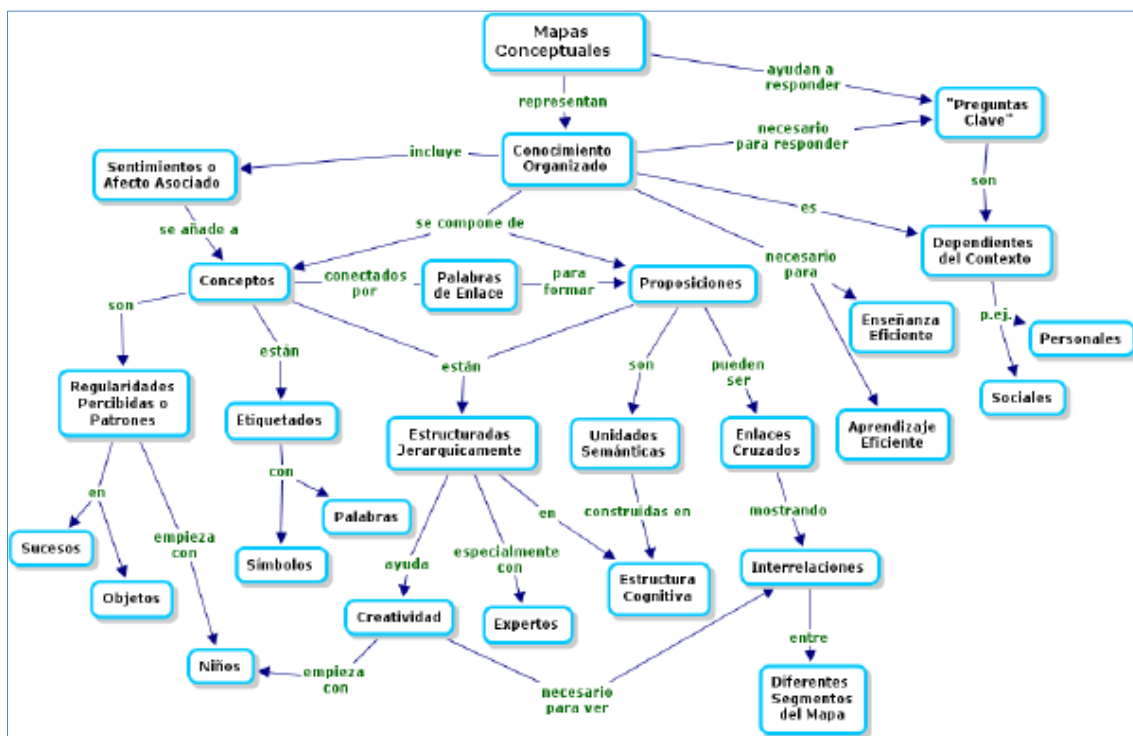 Mapas
Conceptuales
ayudan a
responder
representan
"Preguntas
Clave"
necesario
para responder
Conocimiento
Organizado
incluye
Sentimientos o
Afecto Asociado
son
es
se añade a
se compone de
Dependientes
del Contexto
necesario
para
Conceptos
conectados
por
Palabras
de Enlace
para
formar
Proposiciones
Enseñanza
Eficiente
p.ej.
Personales
son
están
están
son
pueden
ser
Sociales
Regularidades
Percibidas o
Patrones
Etiquetados
Estructuradas
Jerarquicamente
Unidades
Semánticas
Enlaces
Cruzados
Aprendizaje
Eficiente
con
en
Palabras
en
construidas en
mostrando
Sucesos
empieza
con
Símbolos
ayuda
especialmente
con
Estructura
Cognitiva
Interrelaciones
Objetos
Creatividad
Expertos
entre
Niños
empieza
con
necesario
para ver
Diferentes
Segmentos
del Mapa